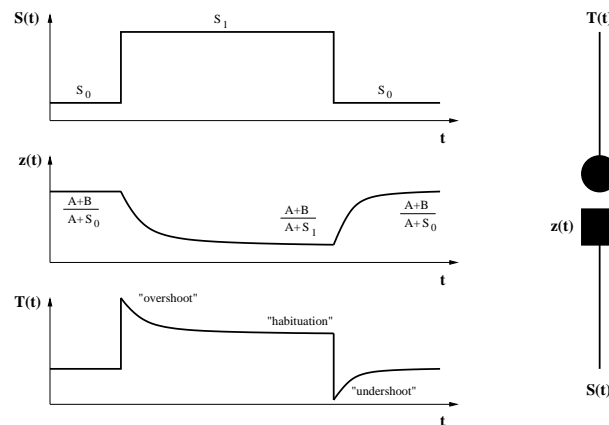 S(t)
S1
S0
S0
t
z(t)
A+B
A+S0
A+B
A+S1
A+B
A+S0
t
T(t)
"overshoot"
"habituation"
"undershoot"
t
T(t)
z(t)
S(t)